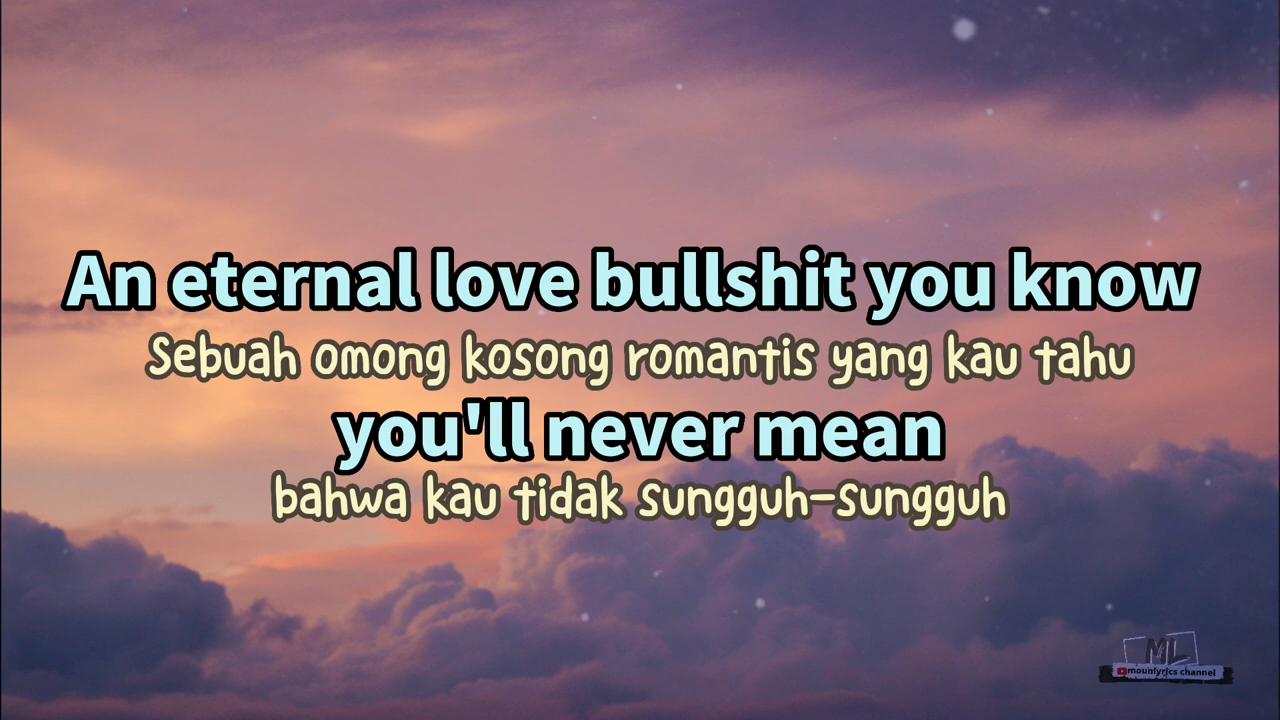 An eternal love bullshit you know
Sebuah omong kosong romantis yang kau tahu
you'll never mean
bahwa kau tidak sungguh-sungguh
ML
mounlyrics channel